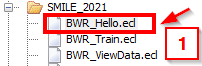 SMILE_2021
BWR_Hello.ecl
1
BWR_Train.ecl
BWR_ViewData.ecl